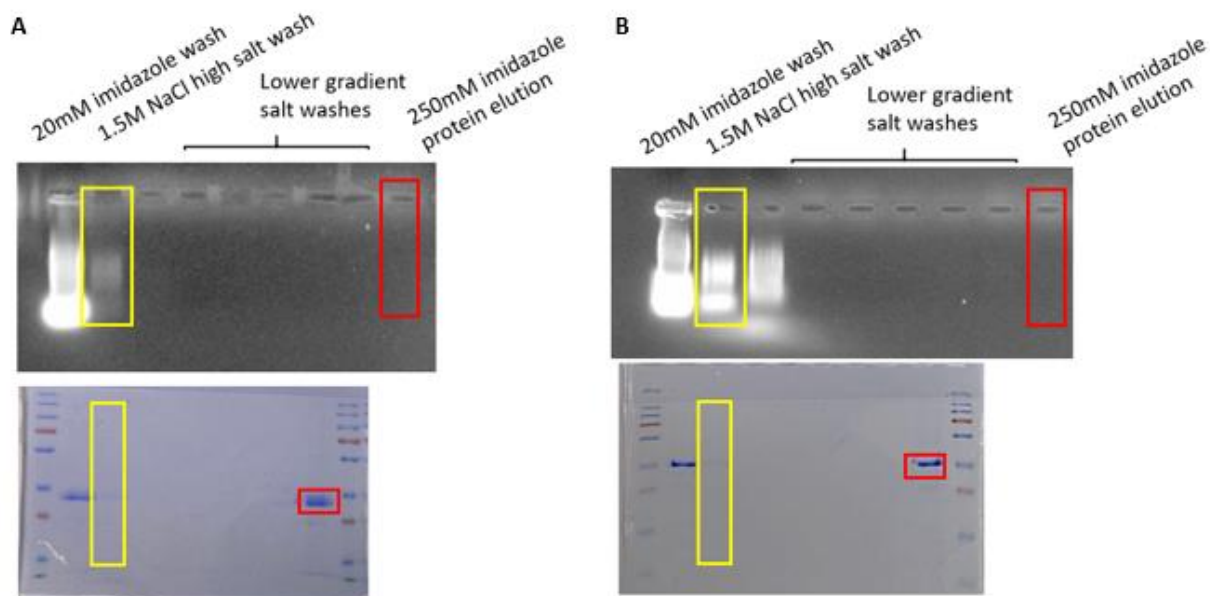 A
20mM imidazole wash
1.5M NaCl high salt wash
Lower gradient
salt washes
250mM imidazole
protein elution
B
20mM imidazole wash
1.5M NaCl high salt wash
Lower gradient
salt washes
250mM imidazole
protein elution